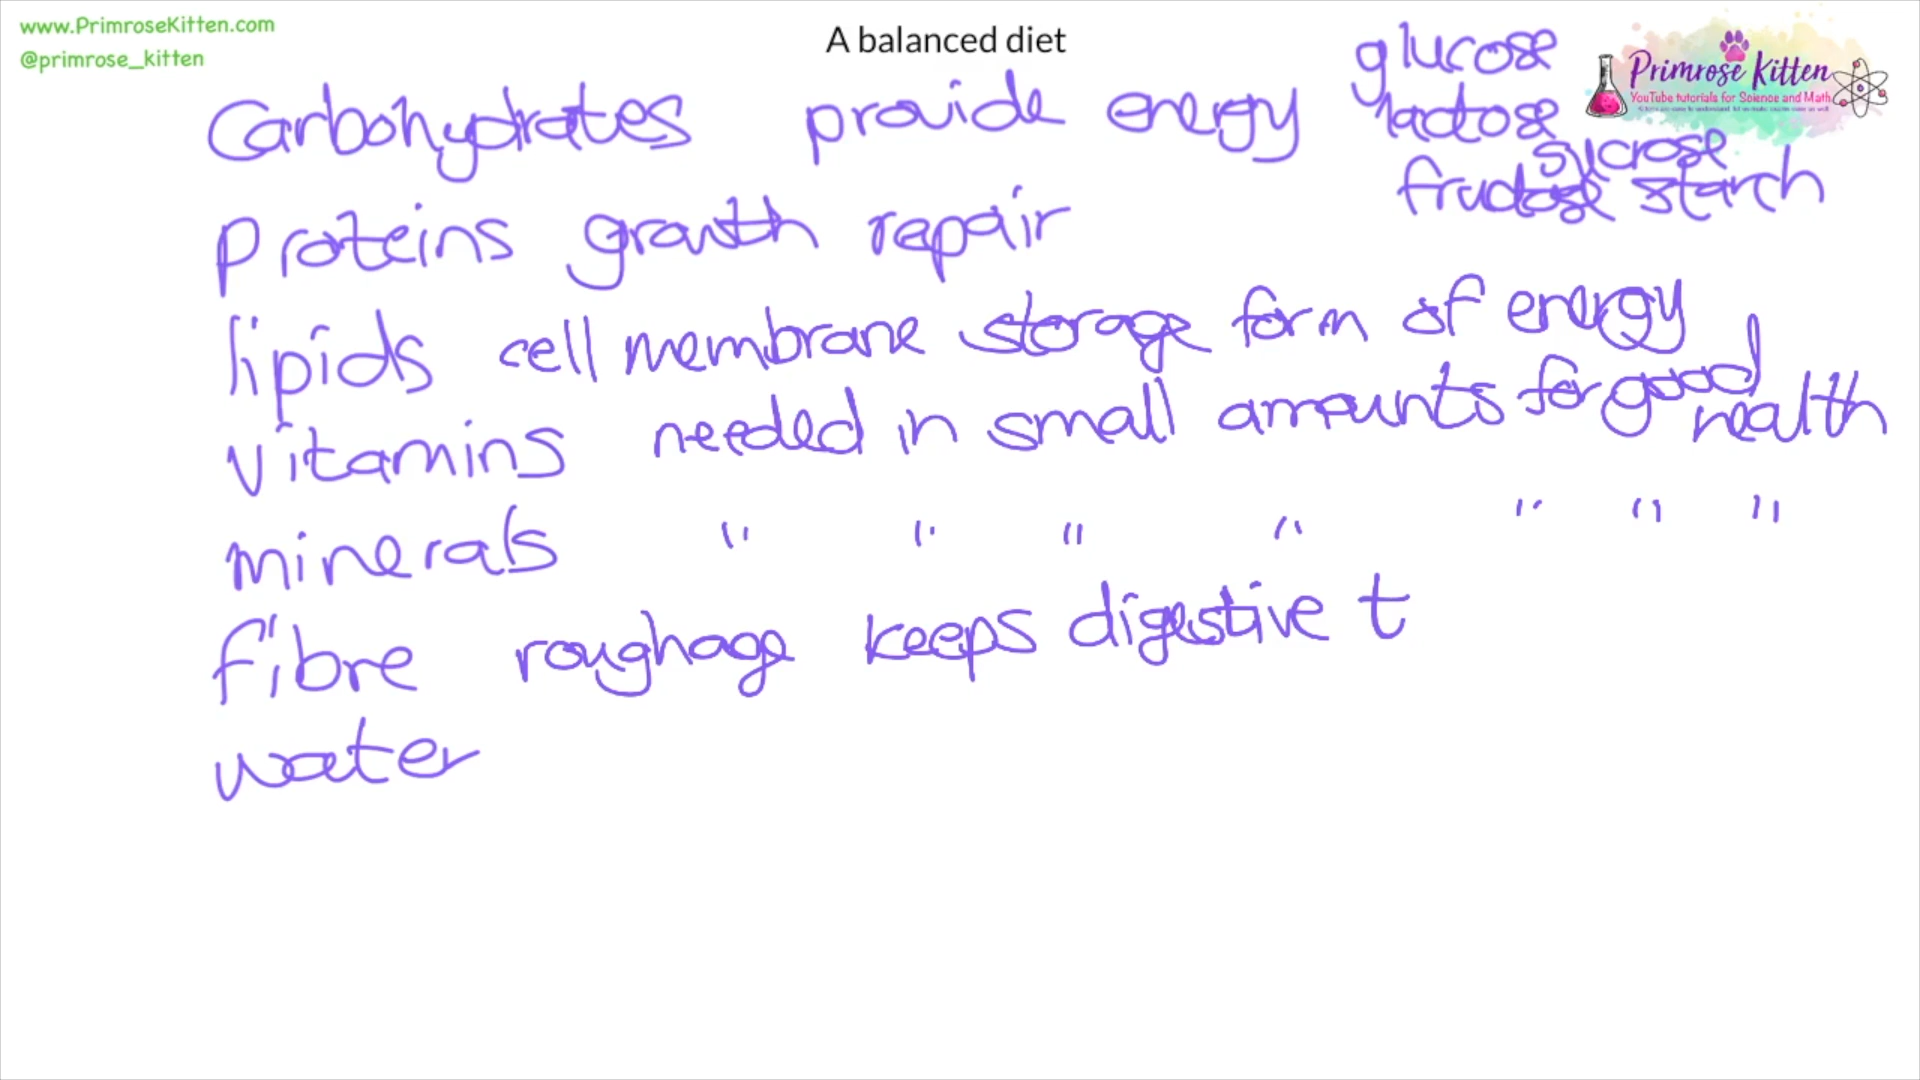 www.PrimroseKitten.com
@primrose_kitten
A balanced diet
Primrose Kitten
YouTube tutorials for Science and Math
Carbohydrates provide energy glucose
lactose
sucrose
fructose starch
Proteins growth repair
lipids cell membrane storage form of energy
vitamins needed in small amounts for good health
minerals " " " " " " "
fibre roughage keeps digestive t
water